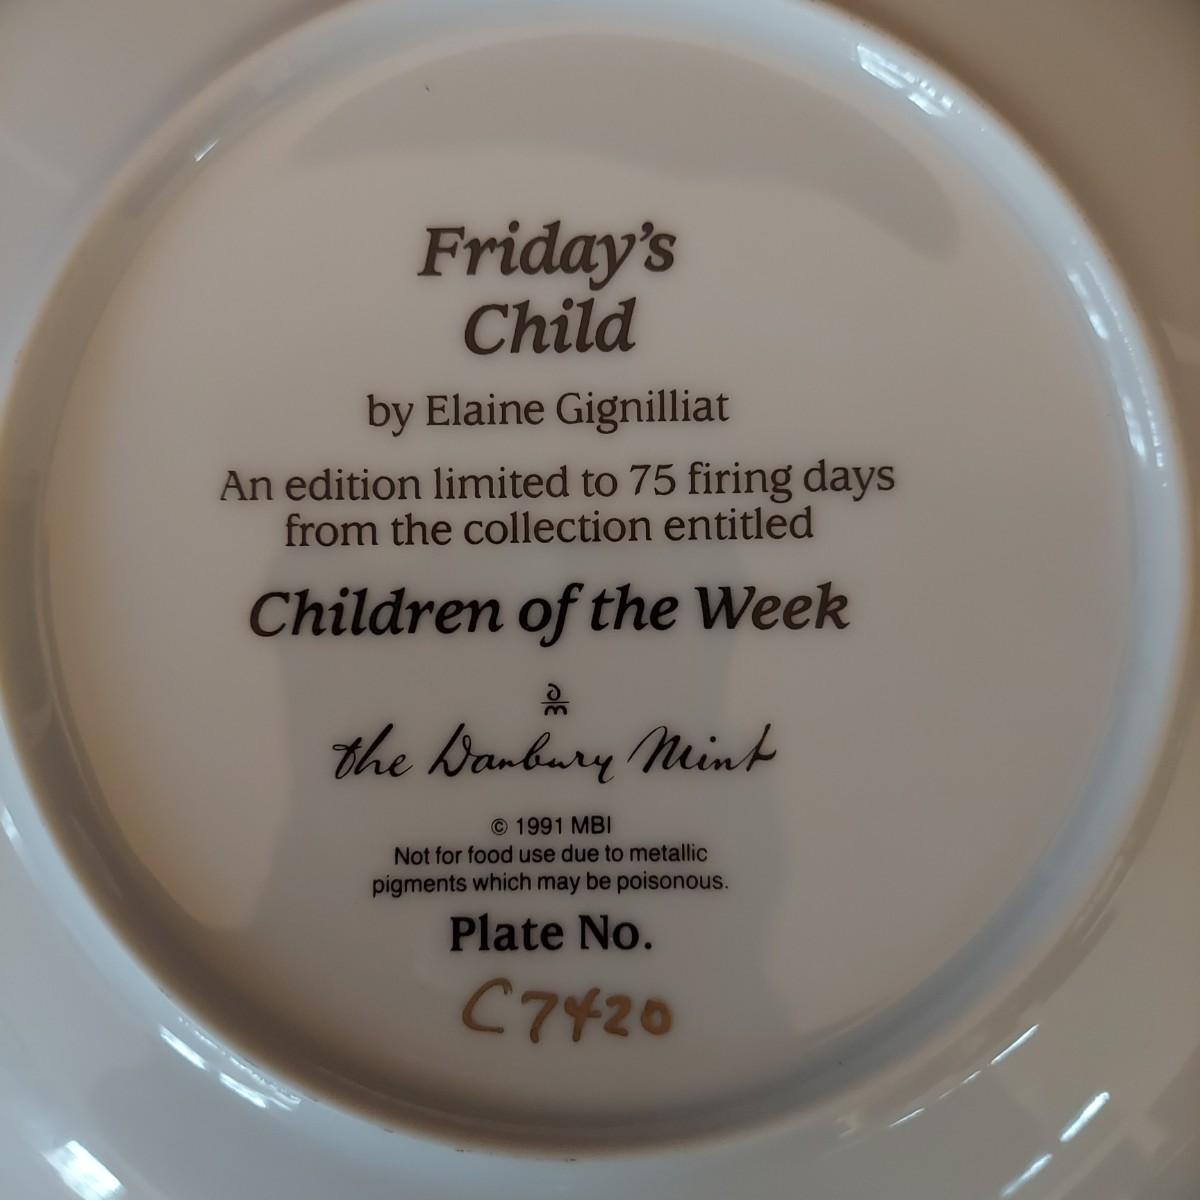 Friday's
Child
by Elaine Gignilliat
An edition limited to 75 firing days
from the collection entitled
Children of the Week
dm
the Danbury Mint
© 1991 MBI
Not for food use due to metallic
pigments which may be poisonous.
Plate No.
C7420